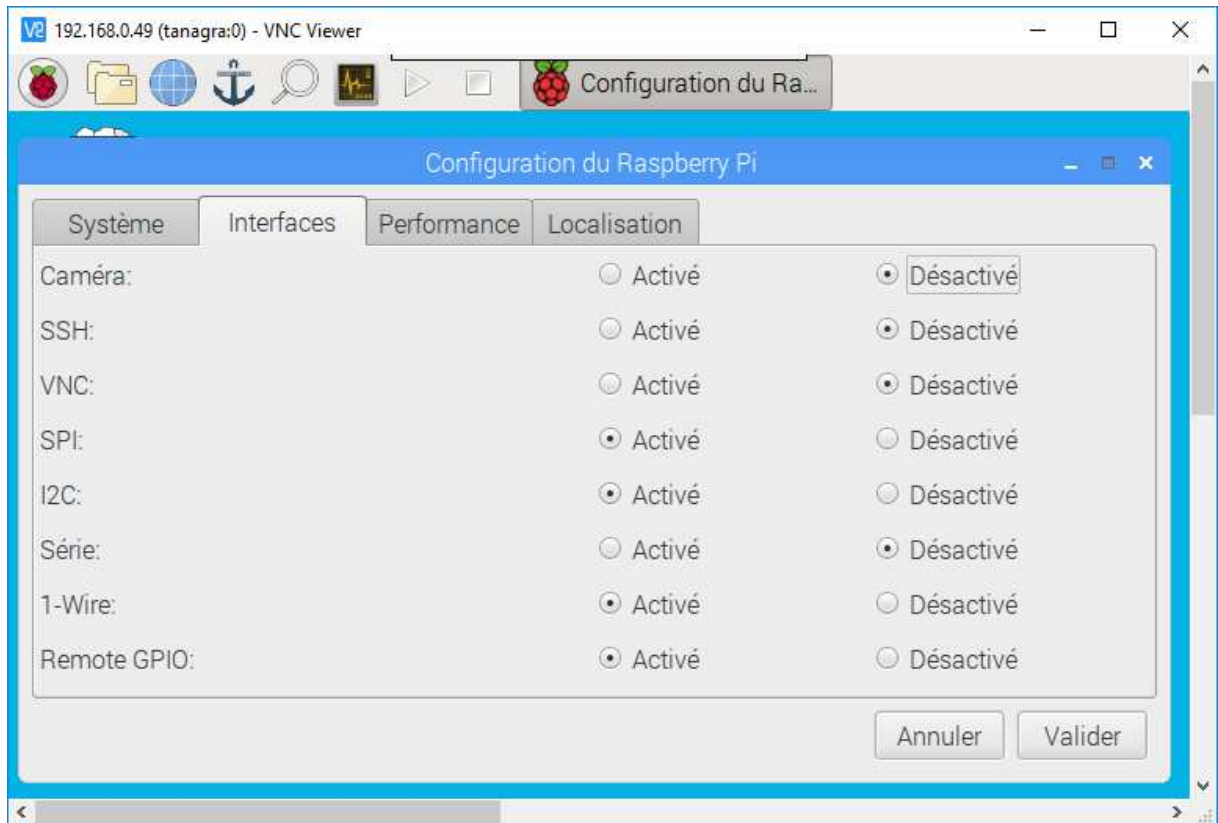 192.168.0.49 (tanagra:0) - VNC Viewer
Configuration du Ra...
Configuration du Raspberry Pi
Système Interfaces Performance Localisation
Caméra: Activé Désactivé
SSH: Activé Désactivé
VNC: Activé Désactivé
SPI: Activé Désactivé
I2C: Activé Désactivé
Série: Activé Désactivé
1-Wire: Activé Désactivé
Remote GPIO: Activé Désactivé
Annuler Valider